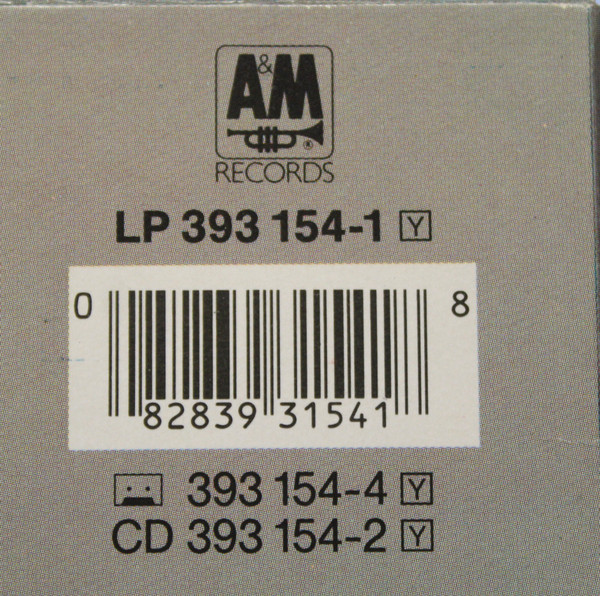 A&M
®
RECORDS
LP 393 154-1 Y
0 82839 31541 8
393 154-4 Y
CD 393 154-2 Y